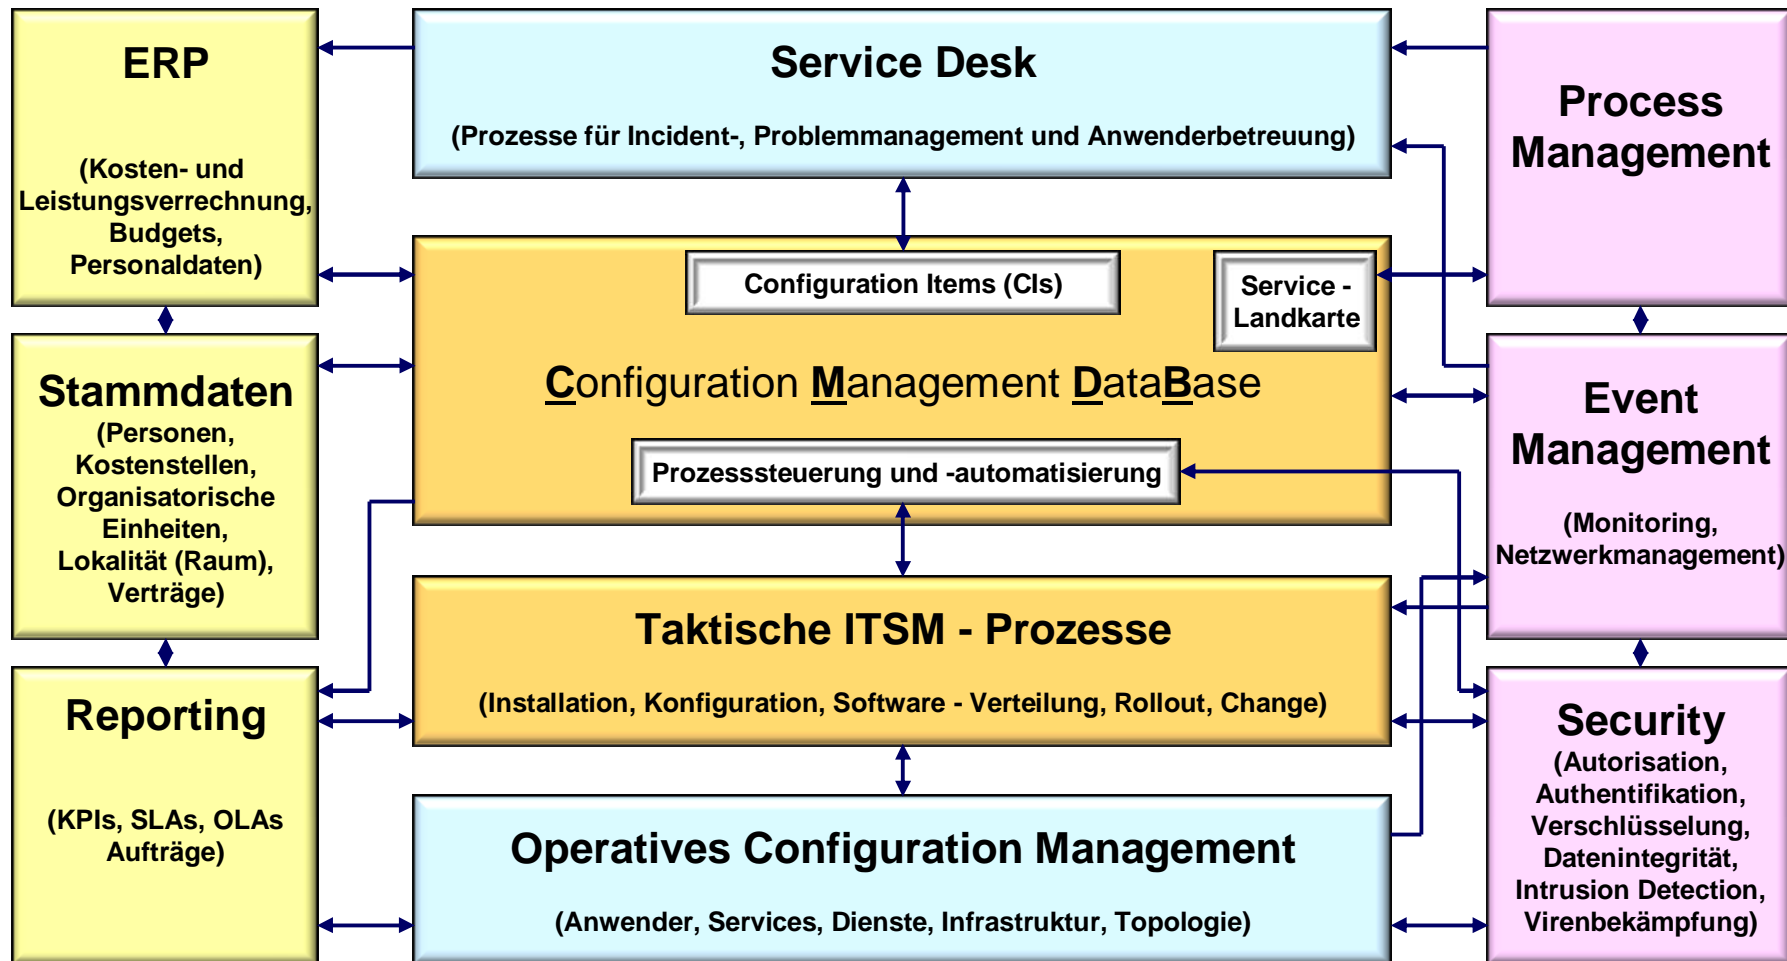 ERP
(Kosten- und
Leistungsverrechnung,
Budgets,
Personaldaten)
Stammdaten
(Personen,
Kostenstellen,
Organisatorische
Einheiten,
Lokalität (Raum),
Verträge)
Reporting
(KPIs, SLAs, OLAs
Aufträge)
Service Desk
(Prozesse für Incident-, Problemmanagement und Anwenderbetreuung)
Configuration Items (CIs)
Service -
Landkarte
Configuration Management DataBase
Prozesssteuerung und -automatisierung
Taktische ITSM - Prozesse
(Installation, Konfiguration, Software - Verteilung, Rollout, Change)
Operatives Configuration Management
(Anwender, Services, Dienste, Infrastruktur, Topologie)
Process
Management
Event
Management
(Monitoring,
Netzwerkmanagement)
Security
(Autorisation,
Authentifikation,
Verschlüsselung,
Datenintegrität,
Intrusion Detection,
Virenbekämpfung)